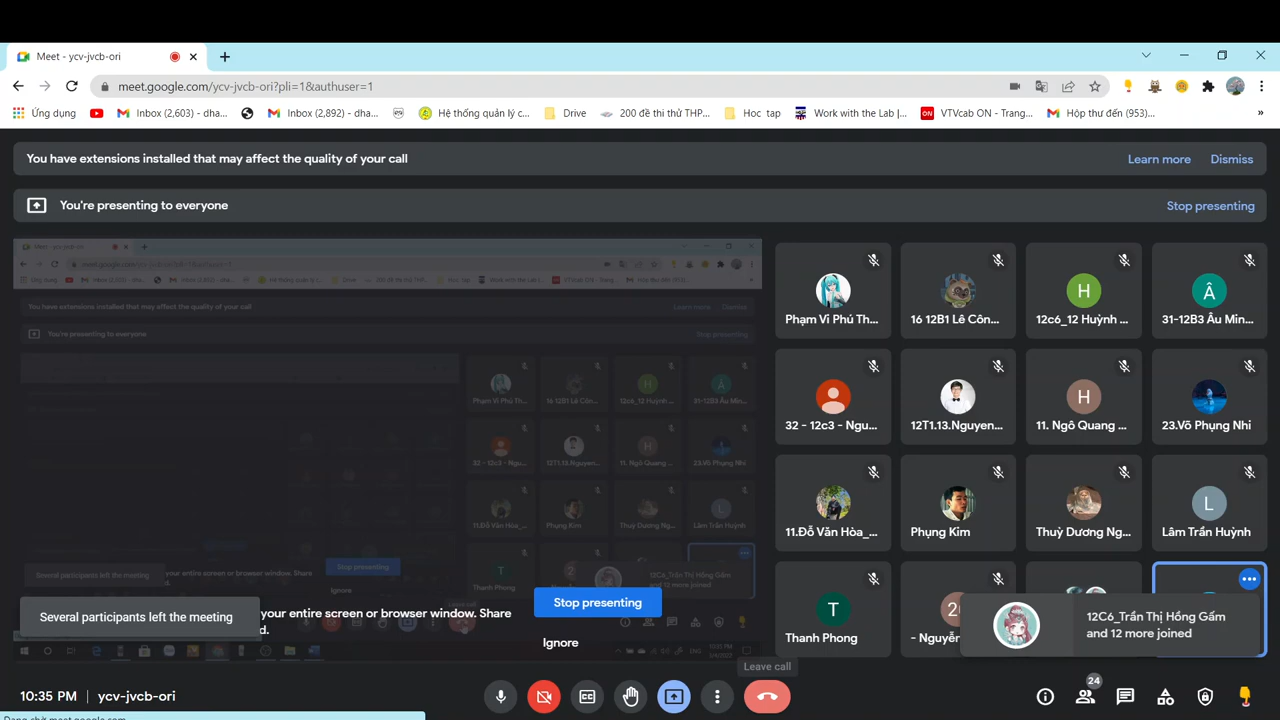 Meet - ycv-jvcb-ori
meet.google.com/ycv-jvcb-ori?pli=1&authuser=1
Ứng dụng
Inbox (2,603) - dha...
Inbox (2,892) - dha...
Hệ thống quản lý c...
Drive
200 đề thi thử THP...
Hoc tap
Work with the Lab |...
VTVcab ON - Trang...
Hộp thư đến (953)...
»
You have extensions installed that may affect the quality of your call
Learn more
Dismiss
You're presenting to everyone
Stop presenting
Phạm Vi Phú Th...
16 12B1 Lê Côn...
12c6_12 Huỳnh ...
31-12B3 Âu Min...
32 - 12c3 - Ngu...
12T1.13.Nguyen...
11. Ngô Quang ...
23.Võ Phụng Nhi
11.Đỗ Văn Hòa_...
Phụng Kim
Thuỳ Dương Ng...
Lâm Trần Huỳnh
Thanh Phong
- Nguyễn
12C6_Trần Thị Hồng Gấm
and 12 more joined
Several participants left the meeting
your entire screen or browser window. Share
d.
Stop presenting
Ignore
Leave call
10:35 PM | ycv-jvcb-ori
24
Đang chờ meet.google.com...